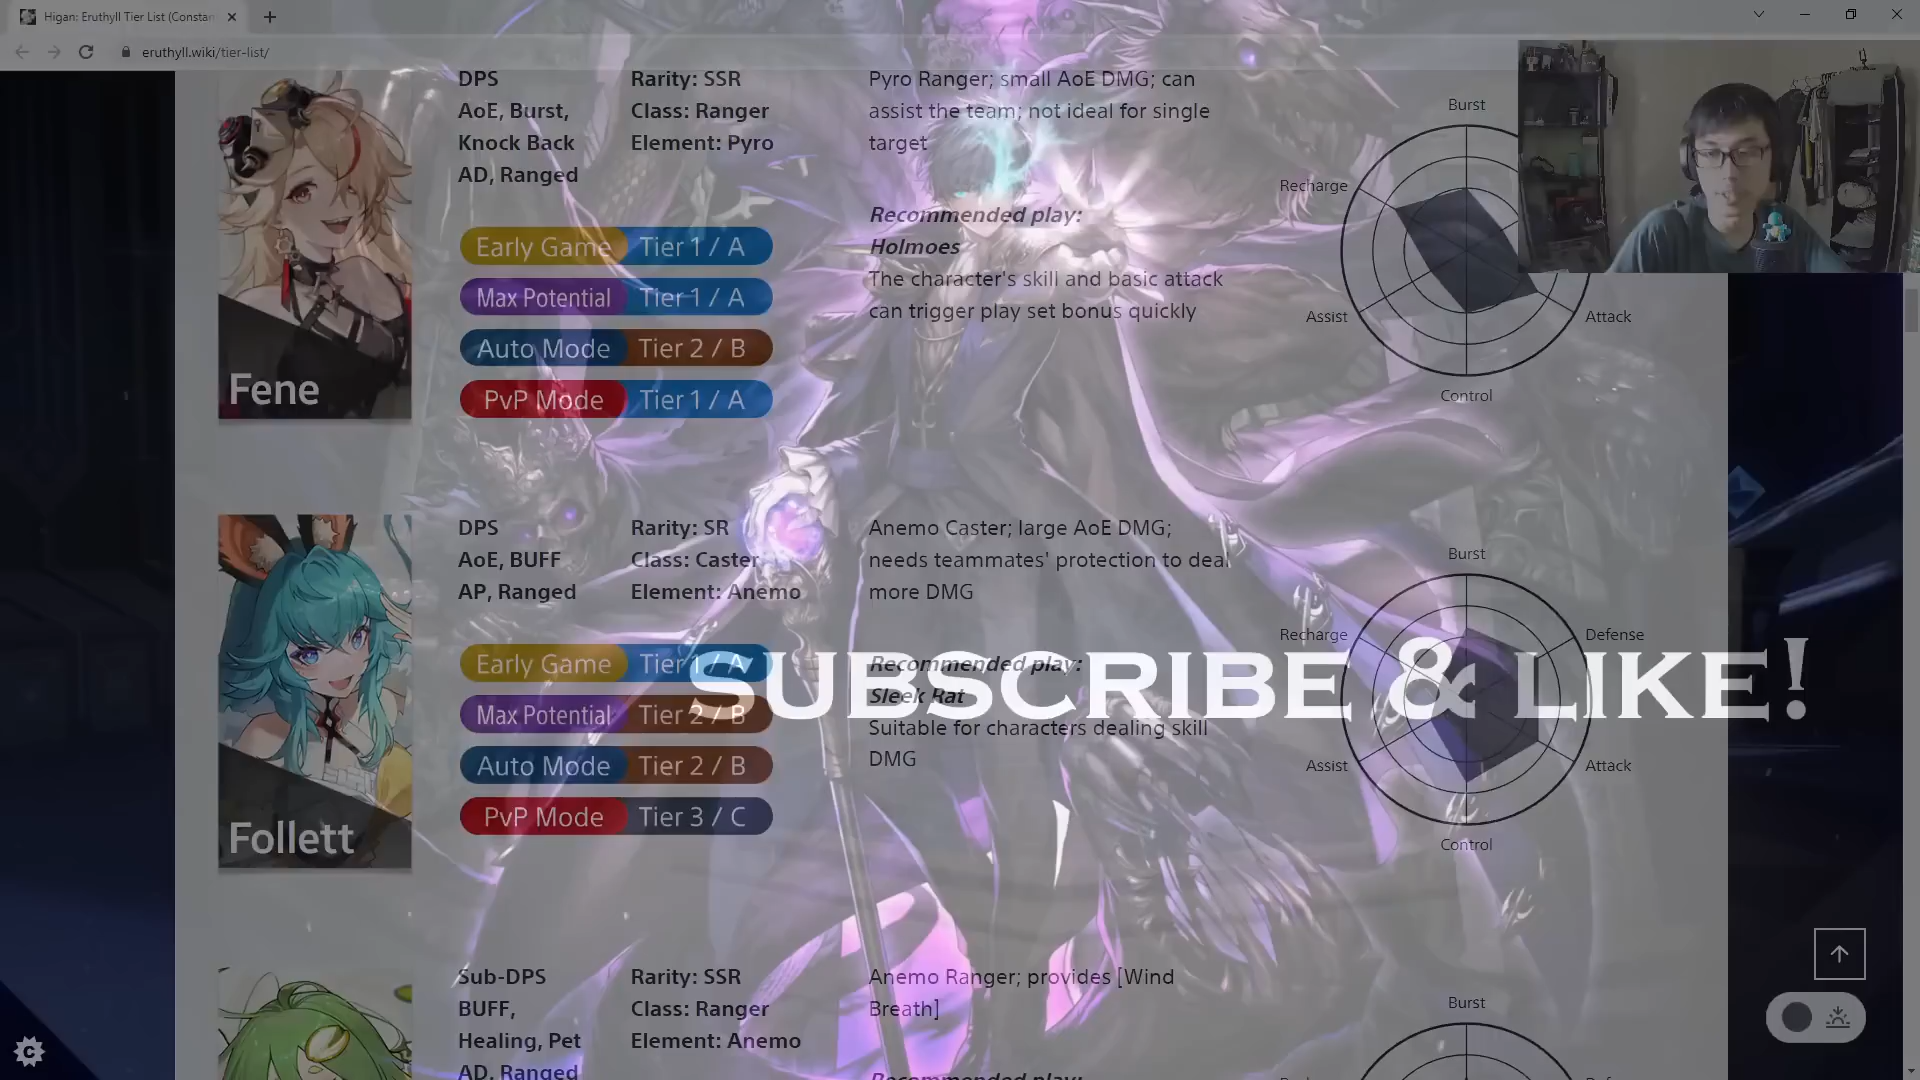 Higan: Eruthyll Tier List (Constan
eruthyll.wiki/tier-list/
DPS
AoE, Burst,
Knock Back
AD, Ranged
Rarity: SSR
Class: Ranger
Element: Pyro
Pyro Ranger; small AoE DMG; can
assist the team; not ideal for single
target
Recommended play:
Holmoes
The character's skill and basic attack
can trigger play set bonus quickly
Early Game Tier 1 / A
Max Potential Tier 1 / A
Auto Mode Tier 2 / B
PvP Mode Tier 1 / A
Fene
Burst
Recharge
Assist
Attack
Control
DPS
AoE, BUFF
AP, Ranged
Rarity: SR
Class: Caster
Element: Anemo
Anemo Caster; large AoE DMG;
needs teammates' protection to deal
more DMG
Recommended play:
Sleek Rat
Suitable for characters dealing skill
DMG
Early Game Tier 1 / A
Max Potential Tier 2 / B
Auto Mode Tier 2 / B
PvP Mode Tier 3 / C
Follett
Burst
Recharge
Defense
Assist
Attack
Control
SUBSCRIBE & LIKE!
Sub-DPS
BUFF,
Healing, Pet
AD, Ranged
Rarity: SSR
Class: Ranger
Element: Anemo
Anemo Ranger; provides [Wind
Breath]
Recommended play:
Burst